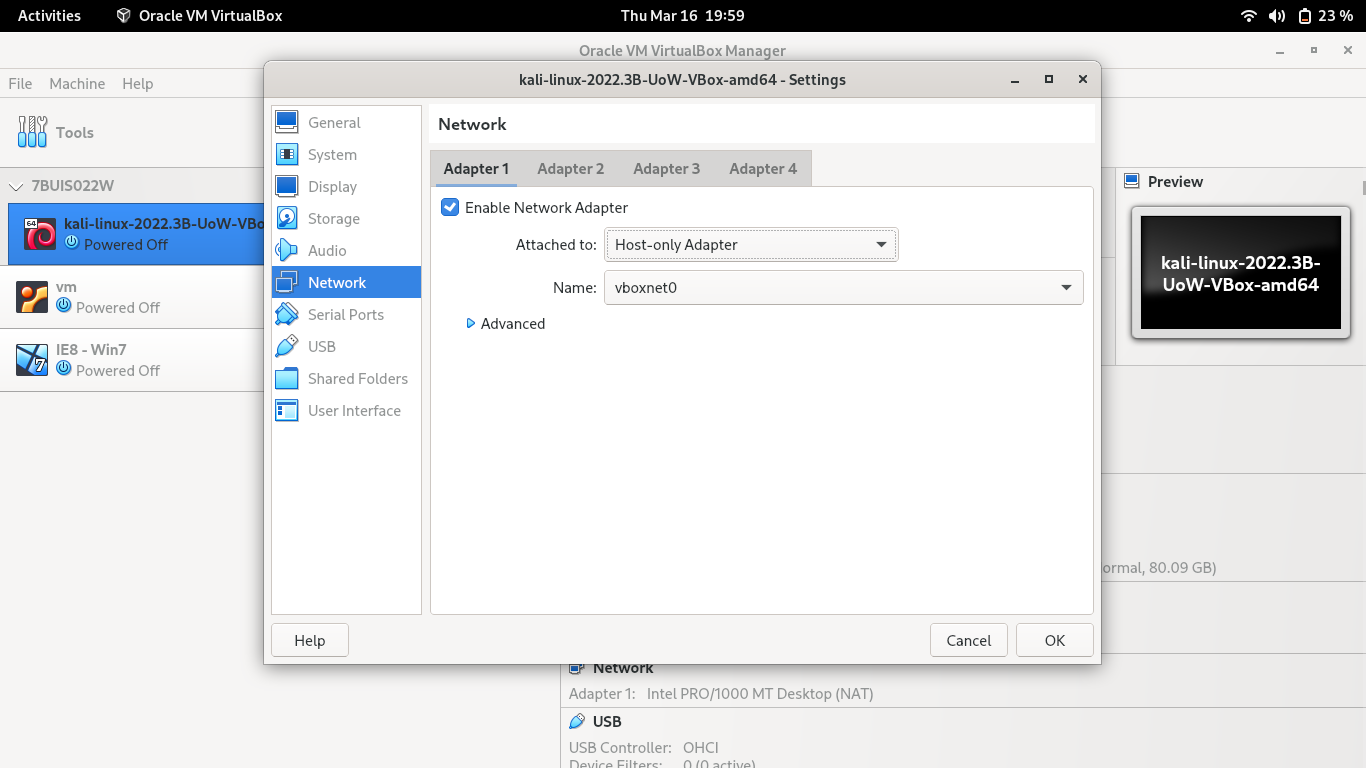 Activities Oracle VM VirtualBox Thu Mar 16 19:59 23 %
Oracle VM VirtualBox Manager
File Machine Help
Tools
7BUIS022W
64
kali-linux-2022.3B-UoW-VBo
Powered Off
vm
Powered Off
7
IE8 - Win7
Powered Off
kali-linux-2022.3B-UoW-VBox-amd64 - Settings
General
System
Display
Storage
Audio
Network
Serial Ports
USB
Shared Folders
User Interface
Network
Adapter 1 Adapter 2 Adapter 3 Adapter 4
Enable Network Adapter
Attached to: Host-only Adapter
Name: vboxnet0
Advanced
Help Cancel OK
Preview
kali-linux-2022.3B-
UoW-VBox-amd64
ormal, 80.09 GB)
Network
Adapter 1: Intel PRO/1000 MT Desktop (NAT)
USB
USB Controller: OHCI
Device Filters: 0 (0 active)